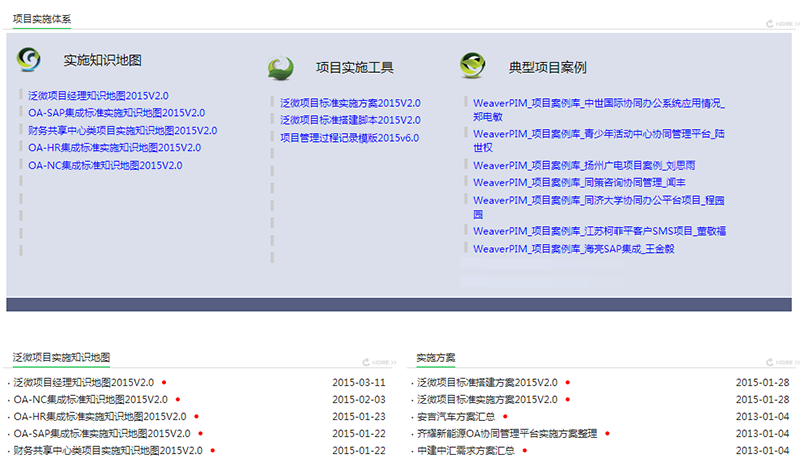 项目实施体系
MORE >>
实施知识地图
泛微项目经理知识地图2015V2.0
OA-SAP集成标准实施知识地图2015V2.0
财务共享中心类项目实施知识地图2015V2.0
OA-HR集成标准实施知识地图2015V2.0
OA-NC集成标准知识地图2015V2.0
项目实施工具
泛微项目标准实施方案2015V2.0
泛微项目标准搭建脚本2015V2.0
项目管理过程记录模版2015v6.0
典型项目案例
WeaverPIM_项目案例库_中世国际协同办公系统应用情况_
郑电敏
WeaverPIM_项目案例库_青少年活动中心协同管理平台_陆
世权
WeaverPIM_项目案例库_扬州广电项目案例_刘思雨
WeaverPIM_项目案例库_同策咨询协同管理_闻丰
WeaverPIM_项目案例库_同济大学协同办公平台项目_程园
园
WeaverPIM_项目案例库_江苏柯菲平客户SMS项目_董敬福
WeaverPIM_项目案例库_海亮SAP集成_王金毅
泛微项目实施知识地图
MORE >>
泛微项目经理知识地图2015V2.0 2015-03-11
OA-NC集成标准知识地图2015V2.0 2015-02-03
OA-HR集成标准实施知识地图2015V2.0 2015-01-23
OA-SAP集成标准实施知识地图2015V2.0 2015-01-22
财务共享中心类项目实施知识地图2015V2.0 2015-01-22
实施方案
MORE >>
泛微项目标准搭建方案2015V2.0 2015-01-28
泛微项目标准实施方案2015V2.0 2015-01-28
安吉汽车方案汇总 2013-01-04
齐耀新能源OA协同管理平台实施方案整理 2013-01-04
中建中汇需求方案汇总 2013-01-04